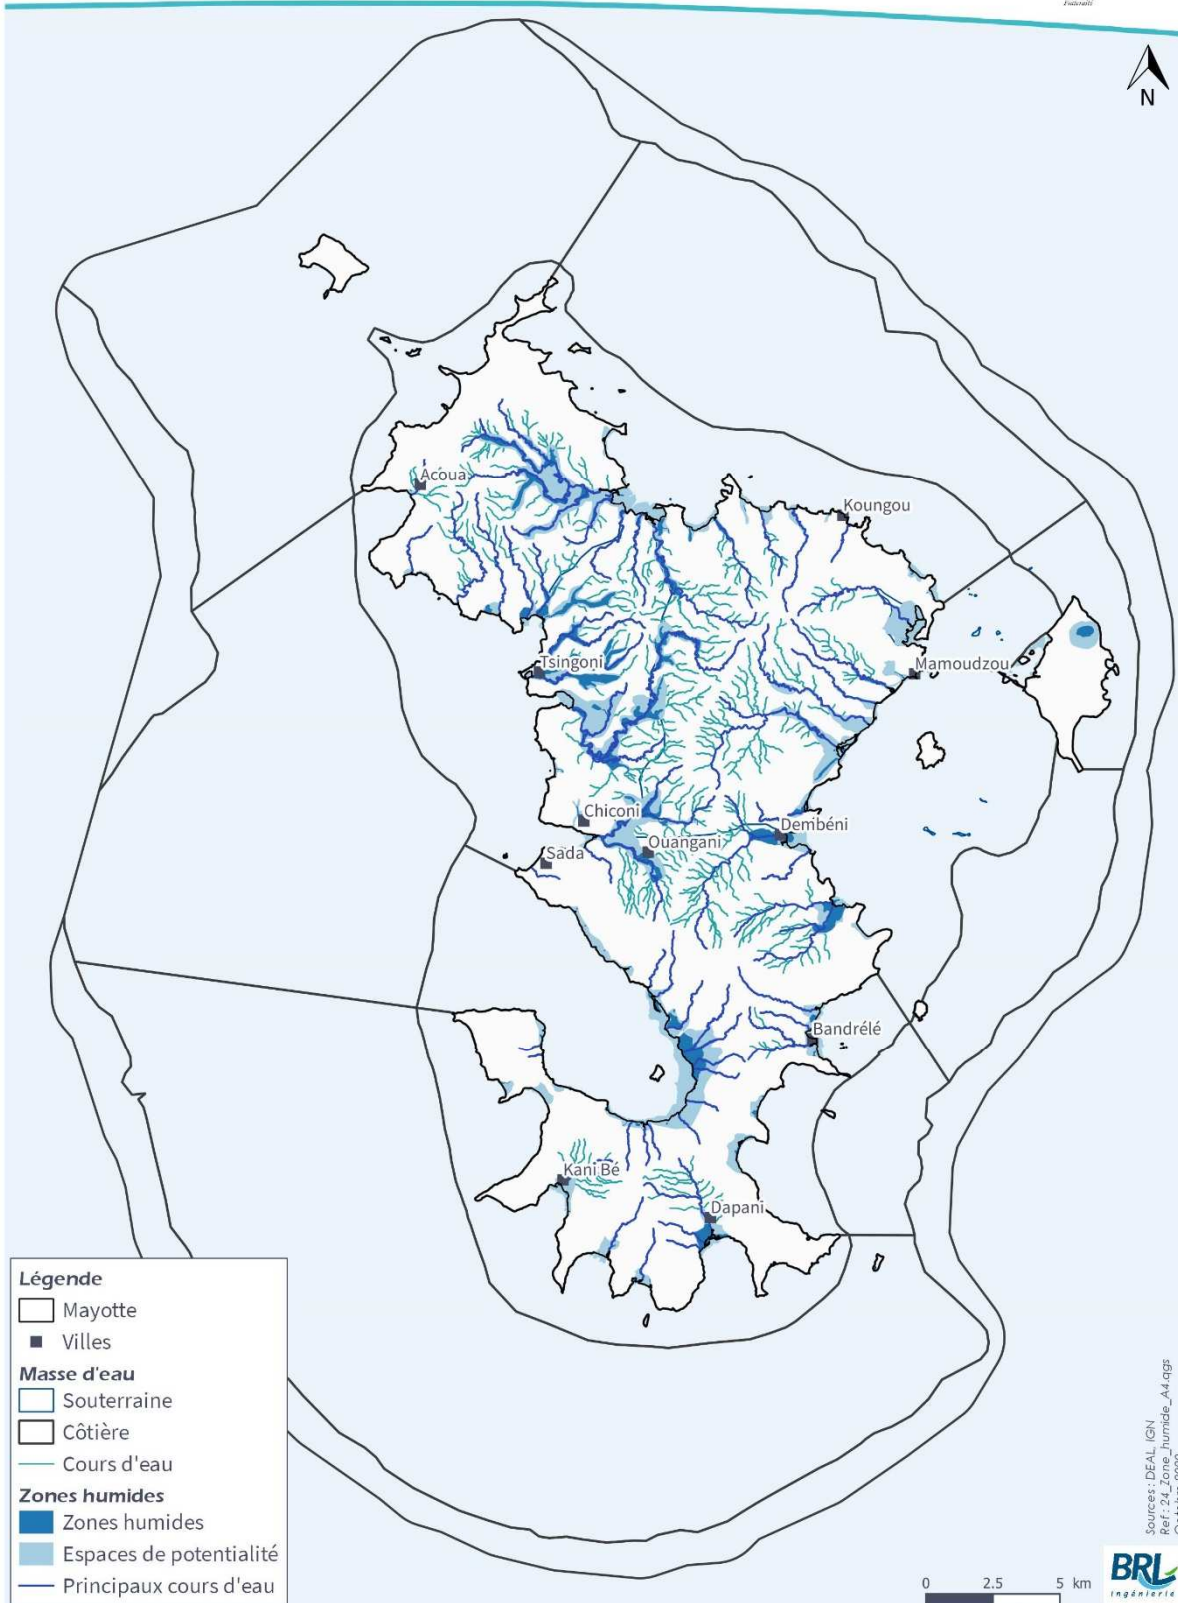 N
Acoua
Koungou
Tsingoni
Mamoudzou
Chiconi
Dembéni
Ouangani
Sada
Bandrélé
Kani Bé
Dapani
Légende
Mayotte
Villes
Masse d'eau
Souterraine
Côtière
Cours d'eau
Zones humides
Zones humides
Espaces de potentialité
Principaux cours d'eau
0 2.5 5 km
Sources : DEAL, IGN
Ref : 24_Zone_humide_A4.qgs
BRL
Ingénierie